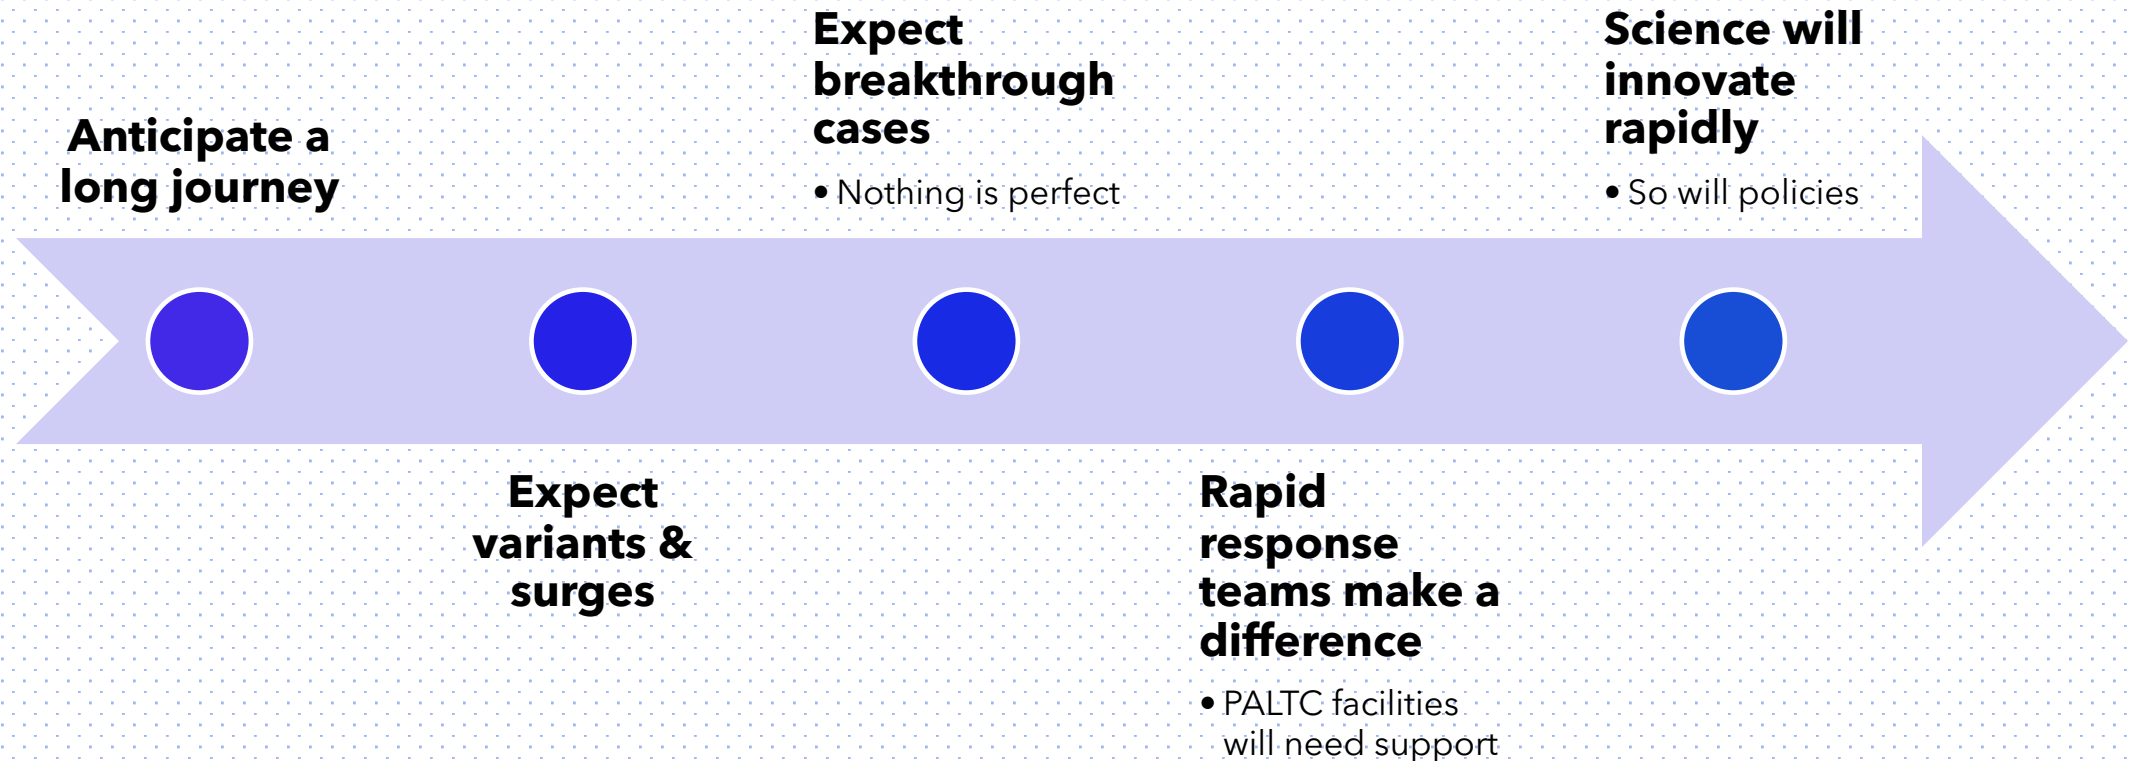 Anticipate a
long journey
Expect
variants &
surges
Expect
breakthrough
cases
• Nothing is perfect
Rapid
response
teams make a
difference
• PALTC facilities
will need support
Science will
innovate
rapidly
• So will policies